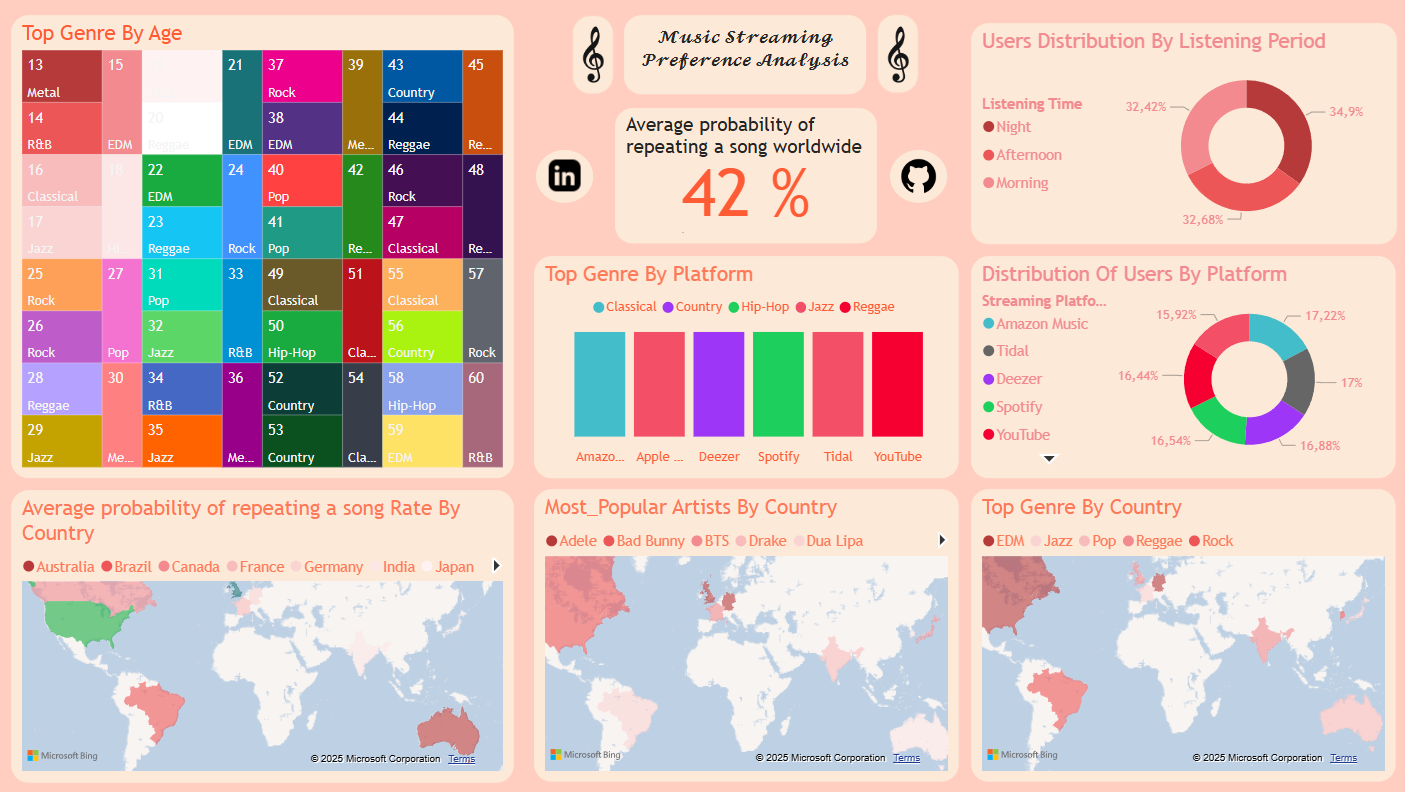 Top Genre By Age
13
Metal
14
R&B
15
EDM
16
Classical
17
Jazz
18
20
Reggae
21
EDM
22
EDM
23
Reggae
24
Rock
37
Rock
38
EDM
39
Me...
40
Pop
41
Pop
42
Re...
43
Country
44
Reggae
45
Re...
46
Rock
47
Classical
48
Re...
25
Rock
26
Rock
27
Pop
28
Reggae
29
Jazz
30
Me...
31
Pop
32
Jazz
33
R&B
34
R&B
35
Jazz
36
Me...
49
Classical
50
Hip-Hop
51
Cla...
52
Country
53
Country
54
Cla...
55
Classical
56
Country
57
Rock
58
Hip-Hop
59
EDM
60
R&B
Music Streaming
Preference Analysis
Average probability of
repeating a song worldwide
42 %
in
Users Distribution By Listening Period
Listening Time
Night
Afternoon
Morning
32,42%
34,9%
32,68%
Top Genre By Platform
Classical Country Hip-Hop Jazz Reggae
Amazo... Apple ... Deezer Spotify Tidal YouTube
Distribution Of Users By Platform
Streaming Platfo...
Amazon Music
Tidal
Deezer
Spotify
YouTube
15,92%
17,22%
16,44%
17%
16,54%
16,88%
Average probability of repeating a song Rate By
Country
Australia Brazil Canada France Germany India Japan
Microsoft Bing
© 2025 Microsoft Corporation Terms
Most_Popular Artists By Country
Adele Bad Bunny BTS Drake Dua Lipa
Microsoft Bing
© 2025 Microsoft Corporation Terms
Top Genre By Country
EDM Jazz Pop Reggae Rock
Microsoft Bing
© 2025 Microsoft Corporation Terms